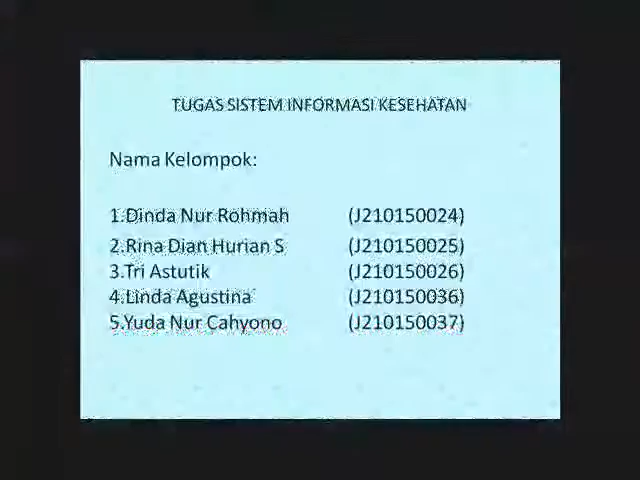 TUGAS SISTEM INFORMASI KESEHATAN
Nama Kelompok:
1.Dinda Nur Rohmah (J210150024)
2.Rina Dian Hurian S (J210150025)
3.Tri Astutik (J210150026)
4.Linda Agustina (J210150036)
5.Yuda Nur Cahyono (J210150037)